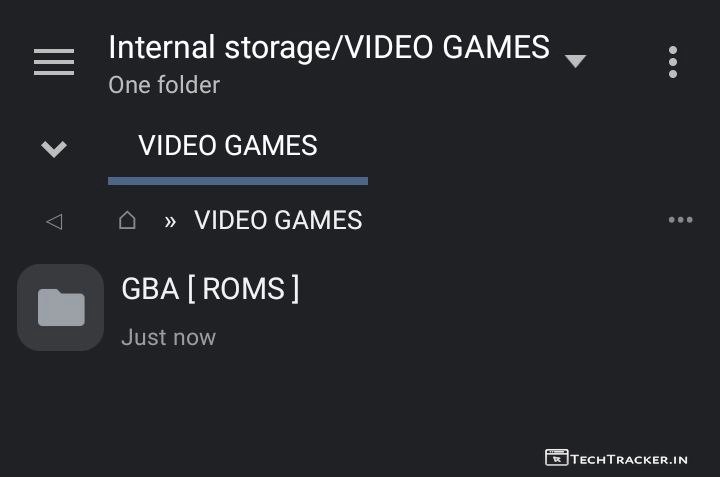 Internal storage/VIDEO GAMES
One folder
VIDEO GAMES
» VIDEO GAMES
GBA [ ROMS ]
Just now
TECHTRACKER.IN